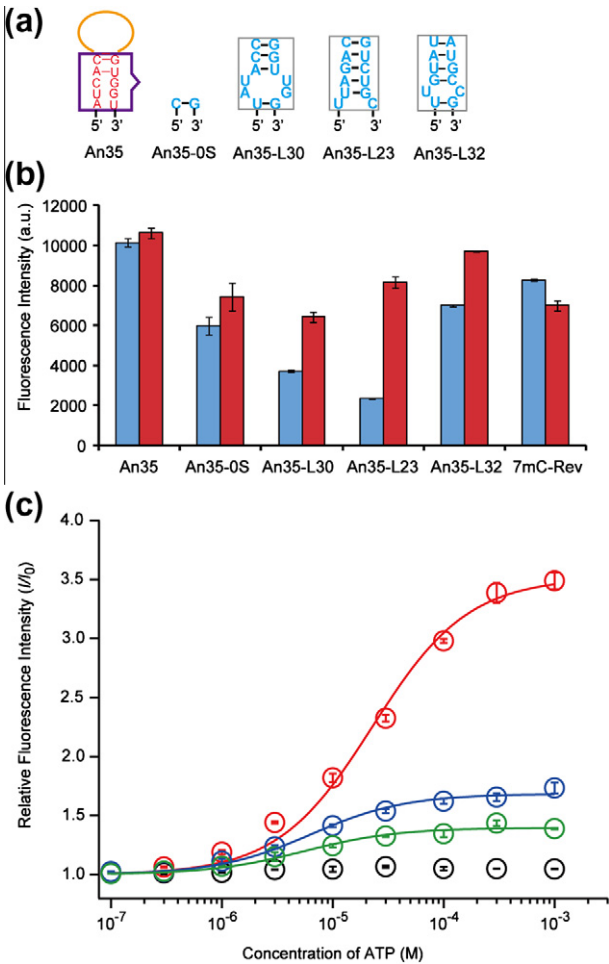 (a)
C G
A U
C G
U G
A U
5' 3'
An35
C G
5' 3'
An35-0S
C G
C G
A U
U U
A G
U G
5' 3'
An35-L30
C G
A U
G C
A U
U G
U C
5' 3'
An35-L23
U A
A U
U G
G C
U C
U G
5' 3'
An35-L32
(b)
Fluorescence Intensity (a.u.)
12000
10000
8000
6000
4000
2000
0
An35 An35-0S An35-L30 An35-L23 An35-L32 7mC-Rev
(c)
Relative Fluorescence Intensity (I/I0)
4.0
3.5
3.0
2.5
2.0
1.5
1.0
10-7 10-6 10-5 10-4 10-3
Concentration of ATP (M)